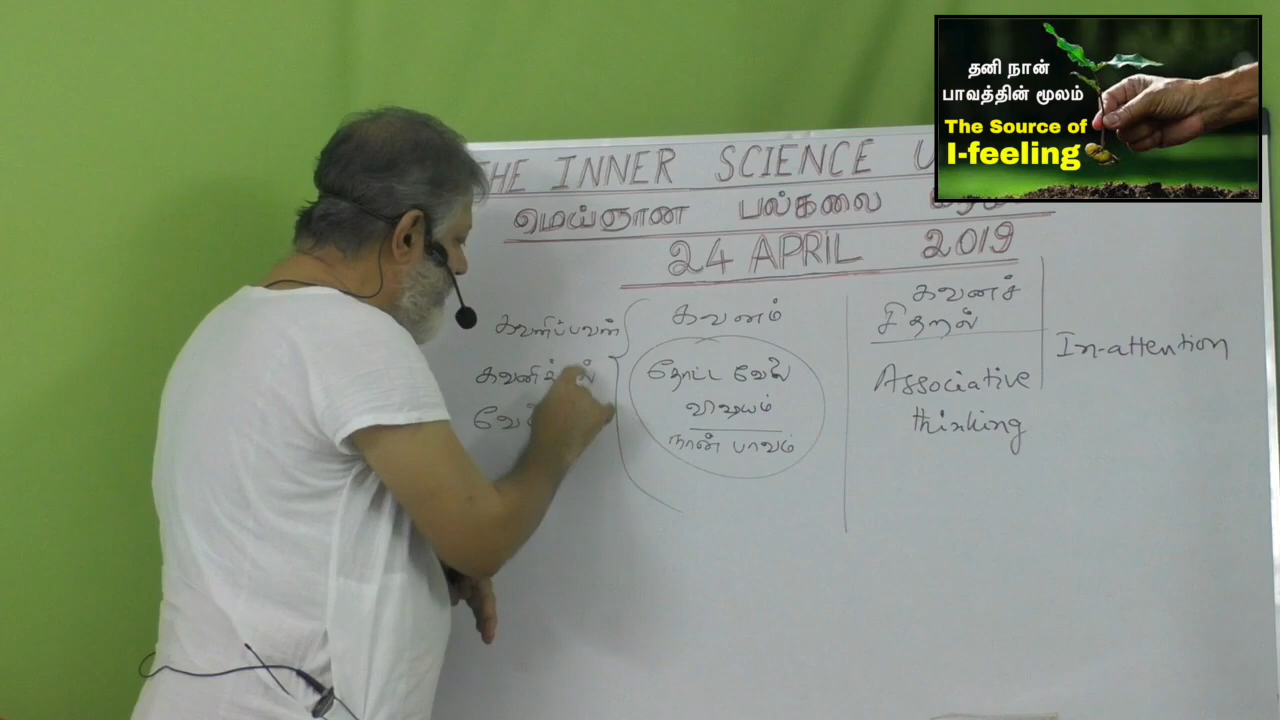 தனி நான்
பாவத்தின் மூலம்
The Source of
I-feeling
HE INNER SCIENCE U
மெய்ஞான பல்கலை
24 APRIL 2019
கவனிப்பவன்
கவனம்
தோட்ட வேலை
விஷயம்
நான் பாவம்
கவனச்
சிதறல்
Associative
thinking
In-attention